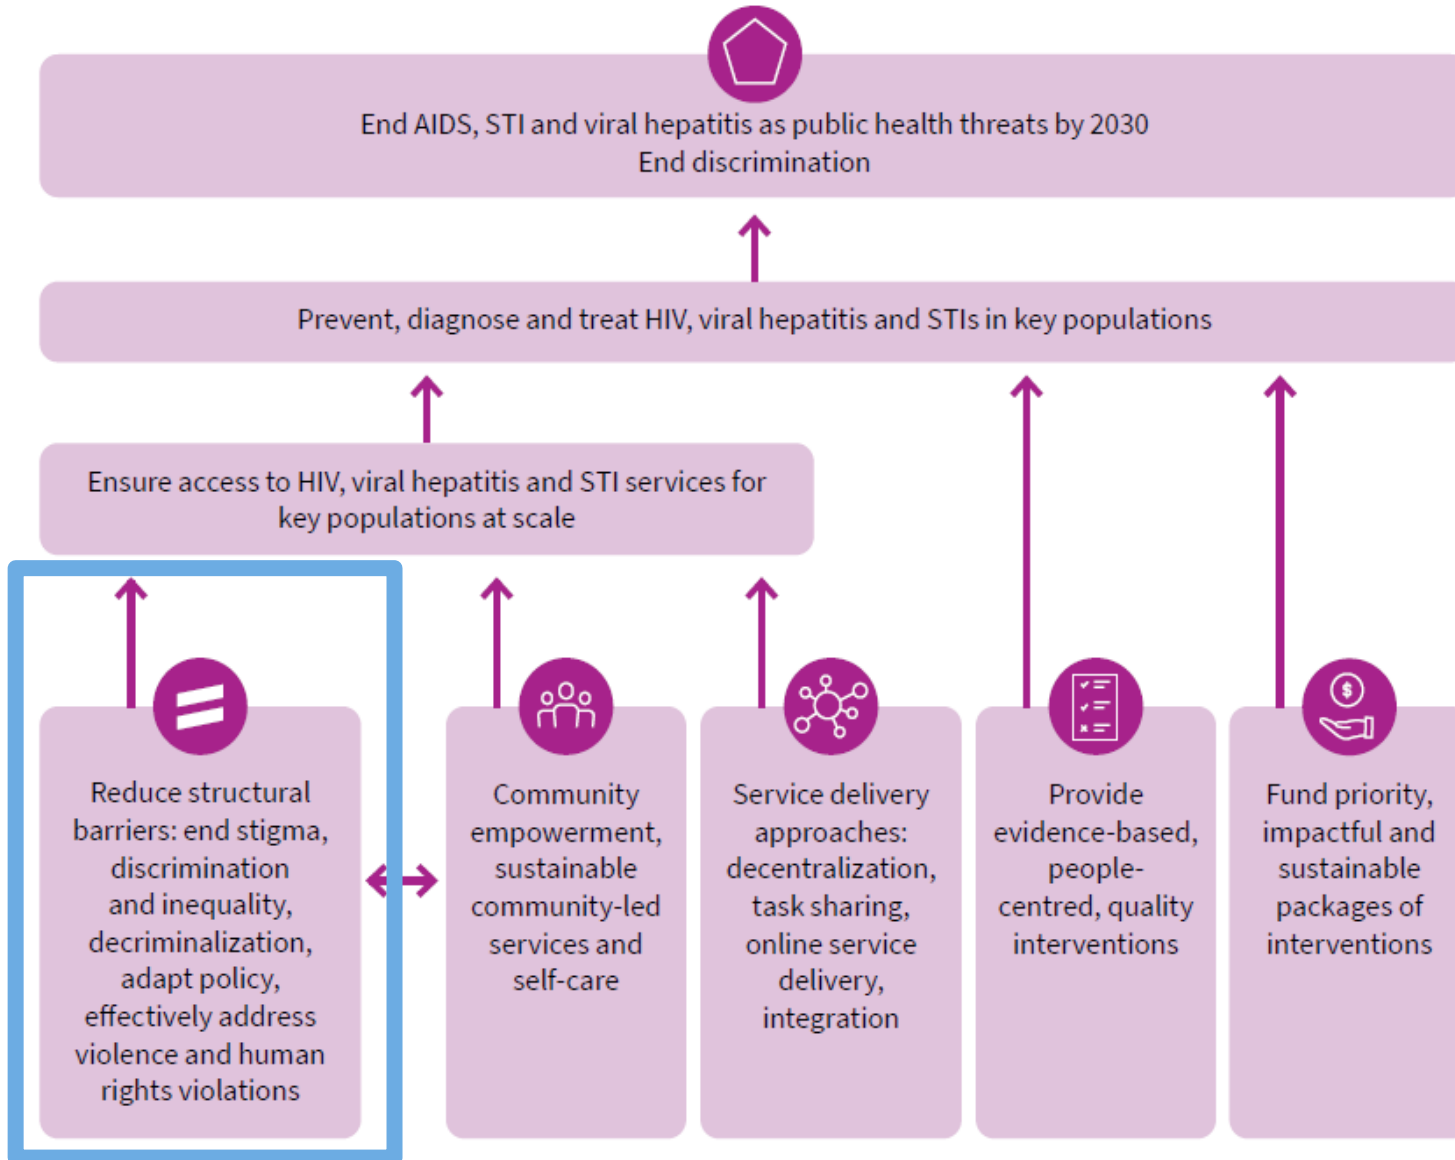 End AIDS, STI and viral hepatitis as public health threats by 2030
End discrimination
Prevent, diagnose and treat HIV, viral hepatitis and STIs in key populations
Ensure access to HIV, viral hepatitis and STI services for
key populations at scale
Reduce structural
barriers: end stigma,
discrimination
and inequality,
decriminalization,
adapt policy,
effectively address
violence and human
rights violations
Community
empowerment,
sustainable
community-led
services and
self-care
Service delivery
approaches:
decentralization,
task sharing,
online service
delivery,
integration
Provide
evidence-based,
people-
centred, quality
interventions
$
Fund priority,
impactful and
sustainable
packages of
interventions